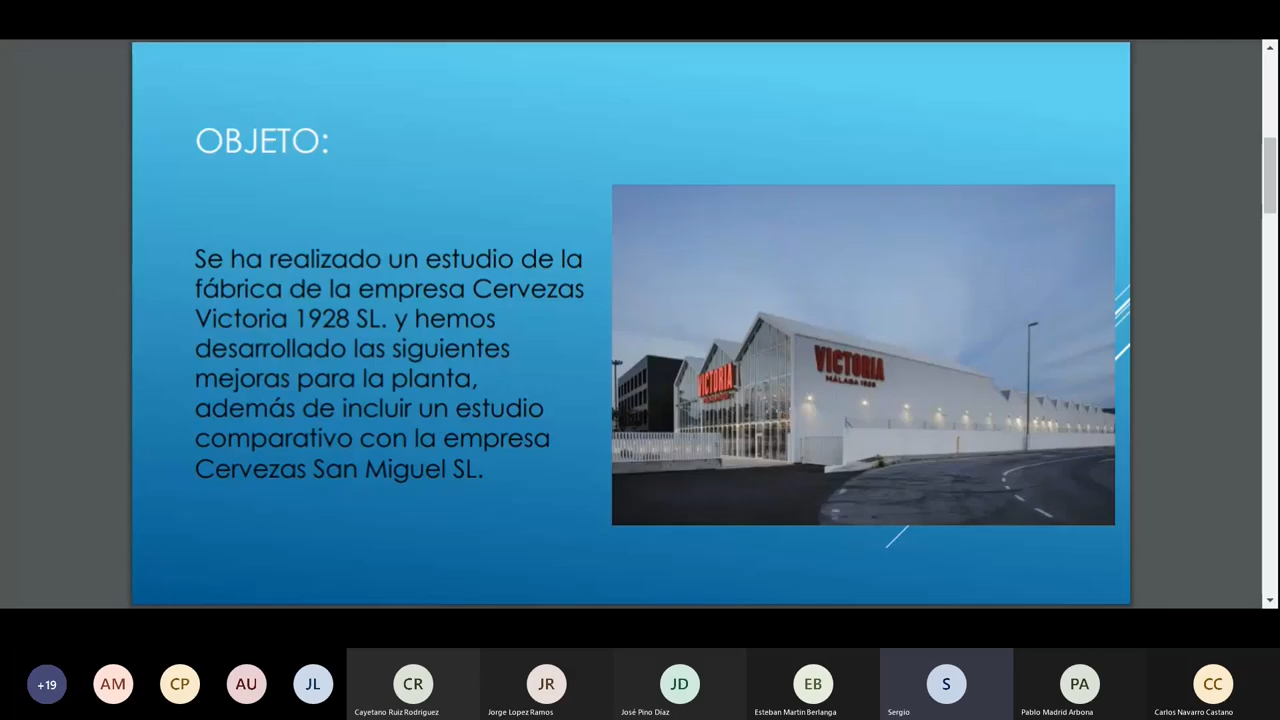 OBJETO:
Se ha realizado un estudio de la
fábrica de la empresa Cervezas
Victoria 1928 SL. y hemos
desarrollado las siguientes
mejoras para la planta,
además de incluir un estudio
comparativo con la empresa
Cervezas San Miguel SL.
VICTORIA
VICTORIA
MÁLAGA 1928
+19
AM
CP
AU
JL
CR
JR
JD
EB
S
PA
CC
Cayetano Ruiz Rodriguez
Jorge Lopez Ramos
José Pino Díaz
Esteban Martin Berlanga
Sergio
Pablo Madrid Arbona
Carlos Navarro Castano